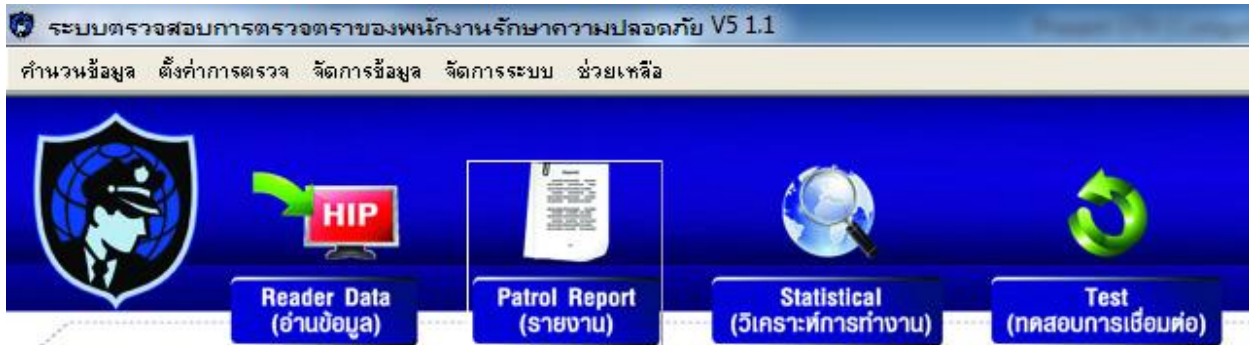 ระบบตรวจสอบการตรวจตราของพนักงานรักษาความปลอดภัย V5 1.1
คำนวนข้อมูล ตั้งค่าการตรวจ จัดการข้อมูล จัดการระบบ ช่วยเหลือ
HIP
Reader Data
(อ่านข้อมูล)
Patrol Report
(รายงาน)
Statistical
(วิเคราะห์การทำงาน)
Test
(ทดสอบการเชื่อมต่อ)